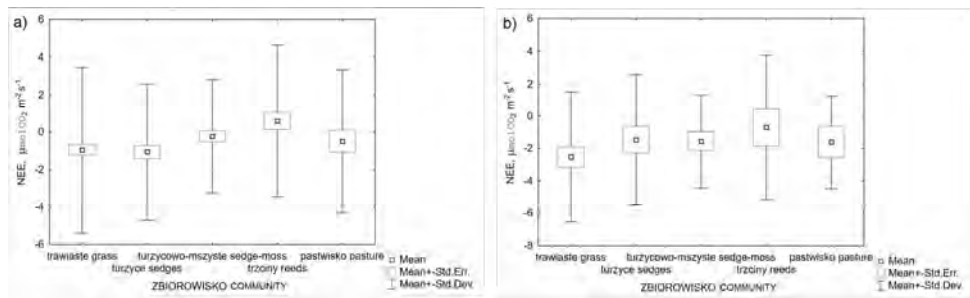 a)
NEE, µmol CO₂ m⁻² s⁻¹
6
4
2
0
-2
-4
-6
trawiaste grass
turzyce sedges
turzycowo-mszyste sedge-moss
trzciny reeds
pastwisko pasture
ZBIOROWISKO COMMUNITY
Mean
Mean+-Std.Err.
Mean+-Std.Dev.
b)
NEE, µmol CO₂ m⁻² s⁻¹
6
4
2
0
-2
-4
-6
-8
trawiaste grass
turzyce sedges
turzycowo-mszyste sedge-moss
trzciny reeds
pastwisko pasture
ZBIOROWISKO COMMUNITY
Mean
Mean+-Std.Err.
Mean+-Std.Dev.